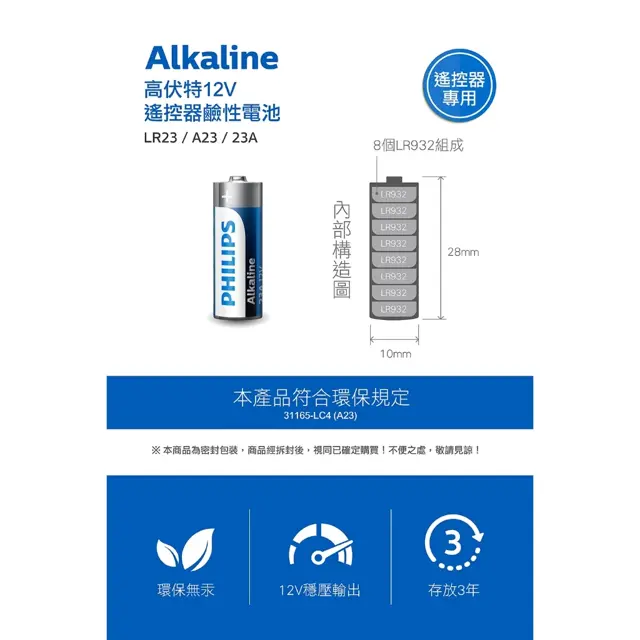 Alkaline
高伏特12V
遙控器鹼性電池
LR23 / A23 / 23A
遙控器
專用
8個LR932組成
PHILIPS
Alkaline
23A 12V
內部構造圖
+ LR932
LR932
LR932
LR932
LR932
LR932
LR932
LR932
28mm
10mm
本產品符合環保規定
31165-LC4 (A23)
※ 本商品為密封包裝，商品經拆封後，視同已確定購買！不便之處，敬請見諒！
環保無汞
12V穩壓輸出
3
存放3年